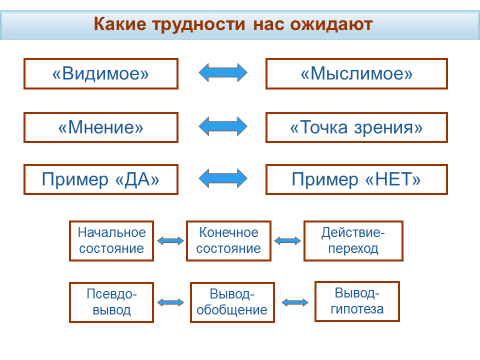 Какие трудности нас ожидают
«Видимое» «Мыслимое»
«Мнение» «Точка зрения»
Пример «ДА» Пример «НЕТ»
Начальное Конечное Действие-
состояние состояние переход
Псевдо- Вывод- Вывод-
вывод обобщение гипотеза